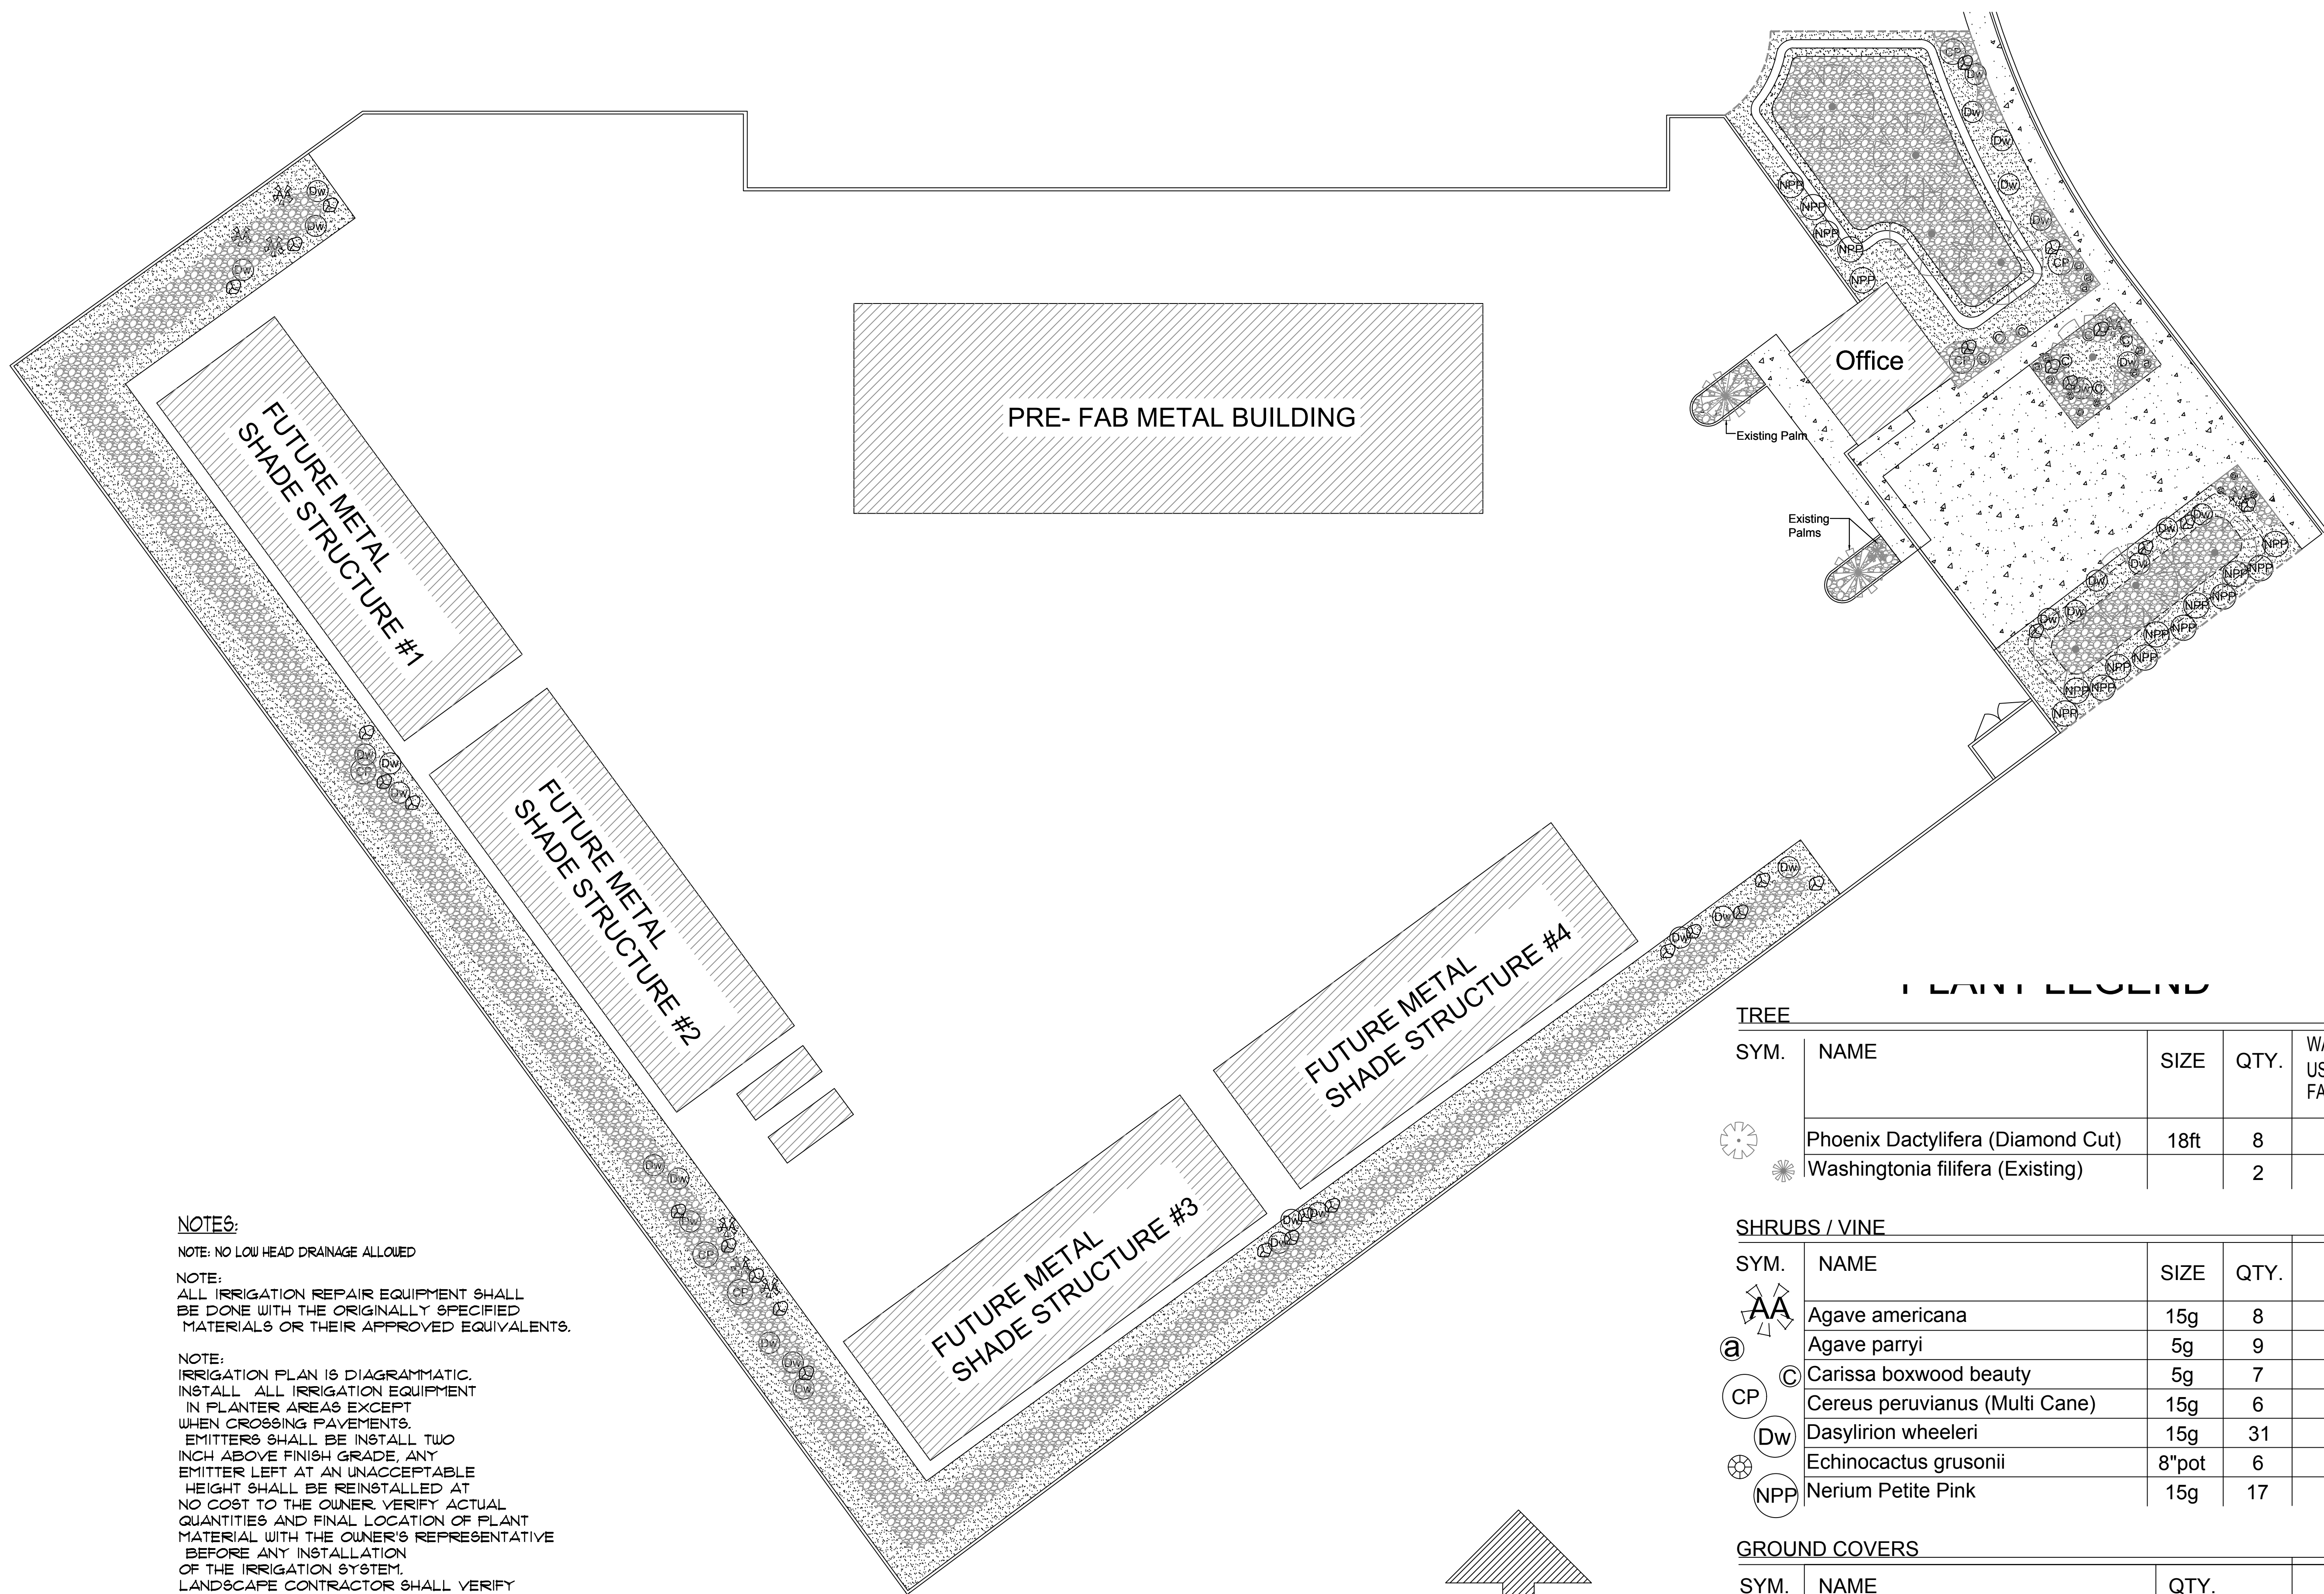 PRE- FAB METAL BUILDING
Office
Existing Palm
Existing
Palms
FUTURE METAL
SHADE STRUCTURE #1
FUTURE METAL
SHADE STRUCTURE #2
FUTURE METAL
SHADE STRUCTURE #3
FUTURE METAL
SHADE STRUCTURE #4
NOTES:
NOTE: NO LOW HEAD DRAINAGE ALLOWED
NOTE:
ALL IRRIGATION REPAIR EQUIPMENT SHALL
BE DONE WITH THE ORIGINALLY SPECIFIED
MATERIALS OR THEIR APPROVED EQUIVALENTS.
NOTE:
IRRIGATION PLAN IS DIAGRAMMATIC.
INSTALL ALL IRRIGATION EQUIPMENT
IN PLANTER AREAS EXCEPT
WHEN CROSSING PAVEMENTS.
EMITTERS SHALL BE INSTALL TWO
INCH ABOVE FINISH GRADE, ANY
EMITTER LEFT AT AN UNACCEPTABLE
HEIGHT SHALL BE REINSTALLED AT
NO COST TO THE OWNER. VERIFY ACTUAL
QUANTITIES AND FINAL LOCATION OF PLANT
MATERIAL WITH THE OWNER'S REPRESENTATIVE
BEFORE ANY INSTALLATION
OF THE IRRIGATION SYSTEM.
LANDSCAPE CONTRACTOR SHALL VERIFY
PLANT LEGEND
TREE
SYM. NAME SIZE QTY.
Phoenix Dactylifera (Diamond Cut) 18ft 8
Washingtonia filifera (Existing) 2
SHRUBS / VINE
SYM. NAME SIZE QTY.
AA Agave americana 15g 8
a Agave parryi 5g 9
C Carissa boxwood beauty 5g 7
CP Cereus peruvianus (Multi Cane) 15g 6
Dw Dasylirion wheeleri 15g 31
Echinocactus grusonii 8"pot 6
NPP Nerium Petite Pink 15g 17
GROUND COVERS
SYM. NAME QTY.